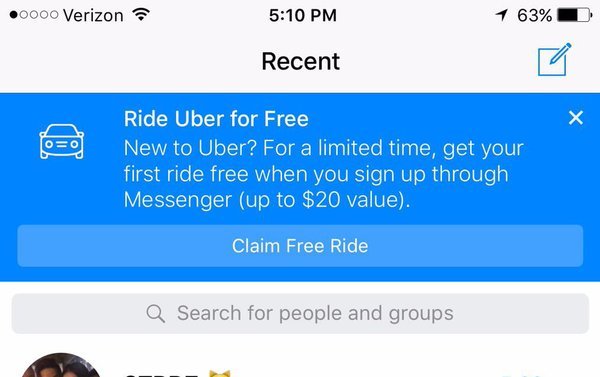 Verizon 5:10 PM 63%
Recent
Ride Uber for Free
New to Uber? For a limited time, get your
first ride free when you sign up through
Messenger (up to $20 value).
Claim Free Ride
Search for people and groups